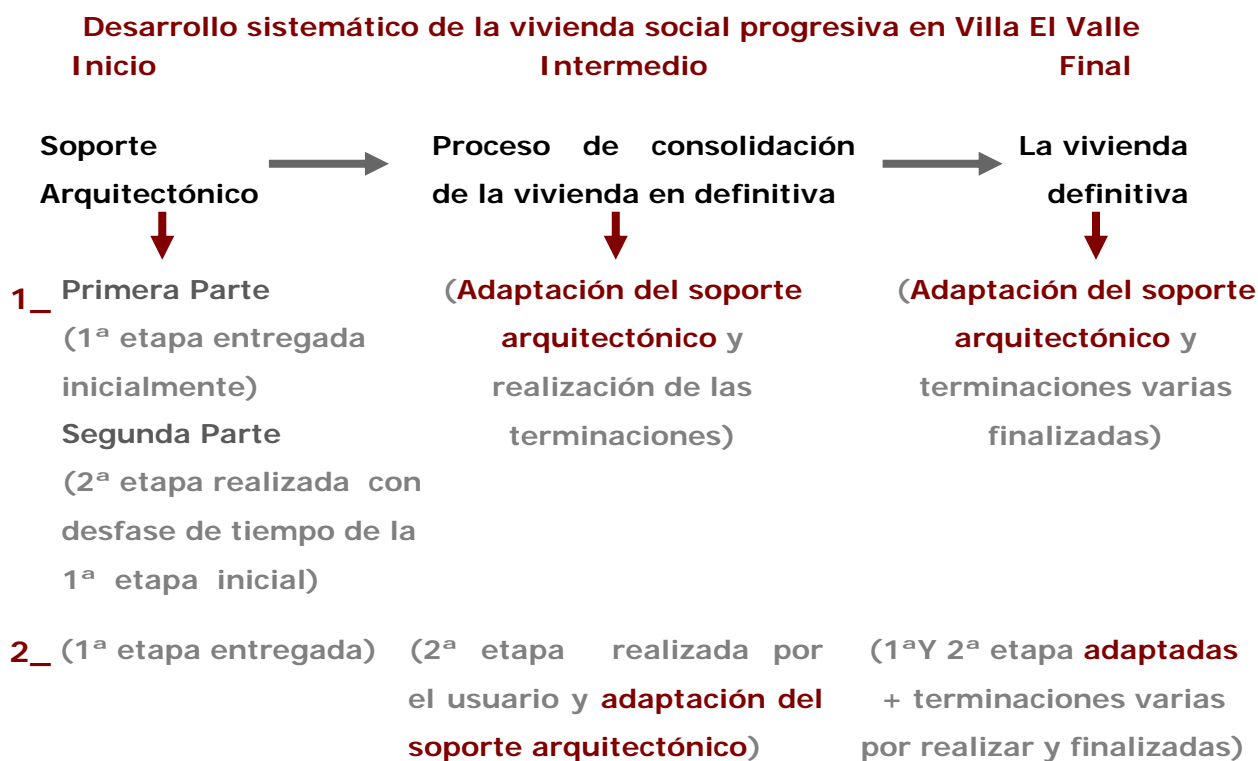 Desarrollo sistemático de la vivienda social progresiva en Villa El Valle
Inicio Intermedio Final
Soporte
Arquitectónico
Proceso de consolidación
de la vivienda en definitiva
La vivienda
definitiva
1_ Primera Parte
(1ª etapa entregada
inicialmente)
Segunda Parte
(2ª etapa realizada con
desfase de tiempo de la
1ª etapa inicial)
(Adaptación del soporte
arquitectónico y
realización de las
terminaciones)
(Adaptación del soporte
arquitectónico y
terminaciones varias
finalizadas)
2_ (1ª etapa entregada)
(2ª etapa realizada por
el usuario y adaptación del
soporte arquitectónico)
(1ªY 2ª etapa adaptadas
+ terminaciones varias
por realizar y finalizadas)